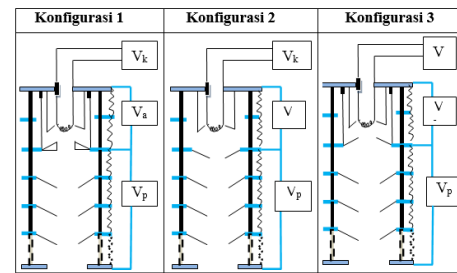 Konfigurasi 1 Konfigurasi 2 Konfigurasi 3
Vk Vk V
Va V V
Vp Vp Vp